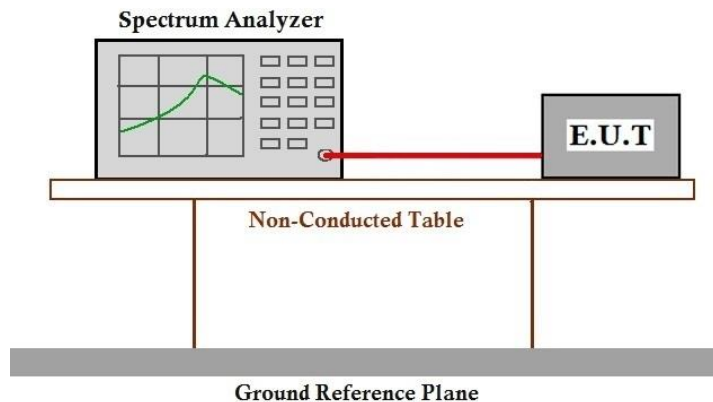 Spectrum Analyzer
E.U.T
Non-Conducted Table
Ground Reference Plane